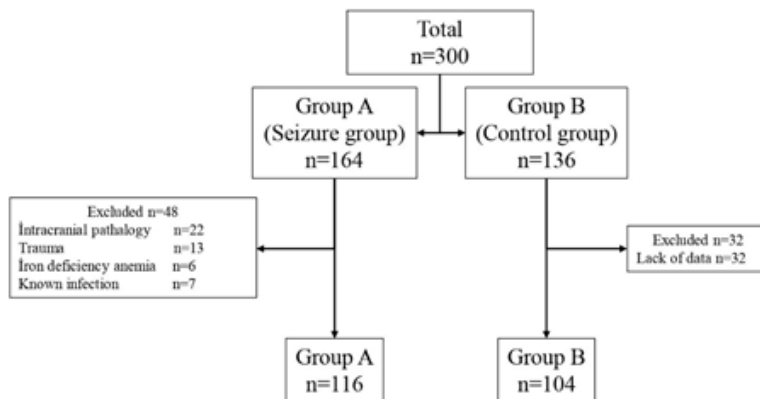 Total
n=300
Group A
(Seizure group)
n=164
Group B
(Control group)
n=136
Excluded n=48
İntracranial pathalogy n=22
Trauma n=13
İron deficiency anemia n=6
Known infection n=7
Excluded n=32
Lack of data n=32
Group A
n=116
Group B
n=104